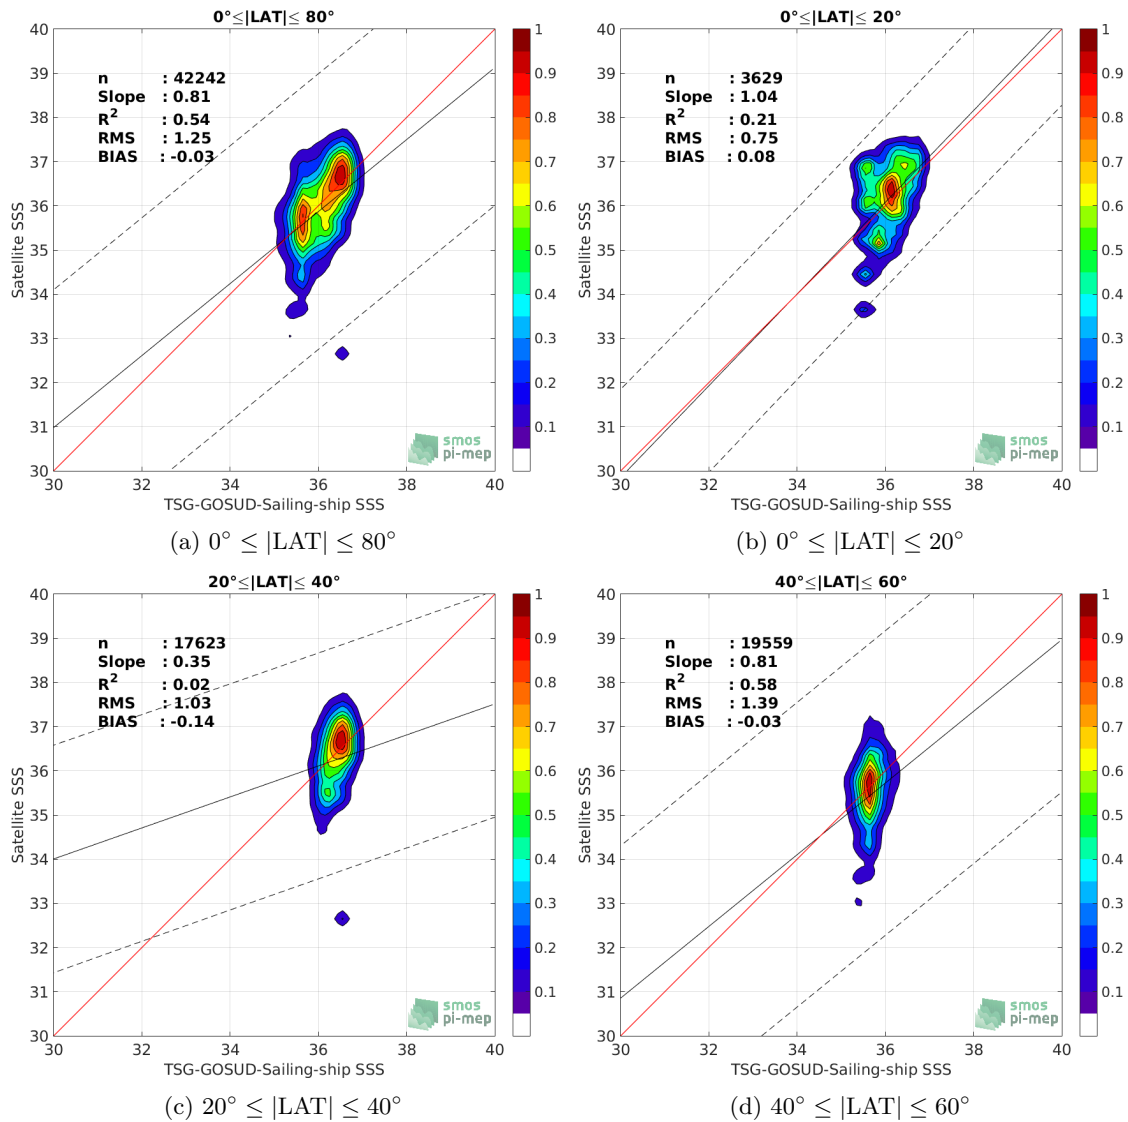 0°≤|LAT|≤ 80°
n : 42242
Slope : 0.81
R2 : 0.54
RMS : 1.25
BIAS : -0.03
40
39
38
37
36
35
34
33
32
31
30
Satellite SSS
30 32 34 36 38 40
TSG-GOSUD-Sailing-ship SSS
1
0.9
0.8
0.7
0.6
0.5
0.4
0.3
0.2
0.1
smos
pi-mep
(a) 0° ≤ |LAT| ≤ 80°
0°≤|LAT|≤ 20°
n : 3629
Slope : 1.04
R2 : 0.21
RMS : 0.75
BIAS : 0.08
40
39
38
37
36
35
34
33
32
31
30
Satellite SSS
30 32 34 36 38 40
TSG-GOSUD-Sailing-ship SSS
1
0.9
0.8
0.7
0.6
0.5
0.4
0.3
0.2
0.1
smos
pi-mep
(b) 0° ≤ |LAT| ≤ 20°
20°≤|LAT|≤ 40°
n : 17623
Slope : 0.35
R2 : 0.02
RMS : 1.03
BIAS : -0.14
40
39
38
37
36
35
34
33
32
31
30
Satellite SSS
30 32 34 36 38 40
TSG-GOSUD-Sailing-ship SSS
1
0.9
0.8
0.7
0.6
0.5
0.4
0.3
0.2
0.1
smos
pi-mep
(c) 20° ≤ |LAT| ≤ 40°
40°≤|LAT|≤ 60°
n : 19559
Slope : 0.81
R2 : 0.58
RMS : 1.39
BIAS : -0.03
40
39
38
37
36
35
34
33
32
31
30
Satellite SSS
30 32 34 36 38 40
TSG-GOSUD-Sailing-ship SSS
1
0.9
0.8
0.7
0.6
0.5
0.4
0.3
0.2
0.1
smos
pi-mep
(d) 40° ≤ |LAT| ≤ 60°